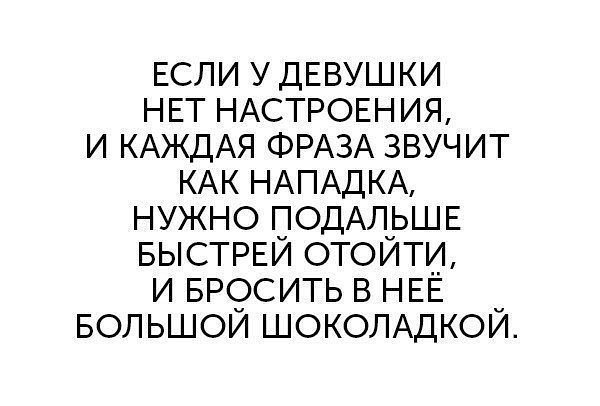 ЕСЛИ У ДЕВУШКИ
НЕТ НАСТРОЕНИЯ,
И КАЖДАЯ ФРАЗА ЗВУЧИТ
КАК НАПАДКА,
НУЖНО ПОДАЛЬШЕ
БЫСТРЕЙ ОТОЙТИ,
И БРОСИТЬ В НЕЁ
БОЛЬШОЙ ШОКОЛАДКОЙ.